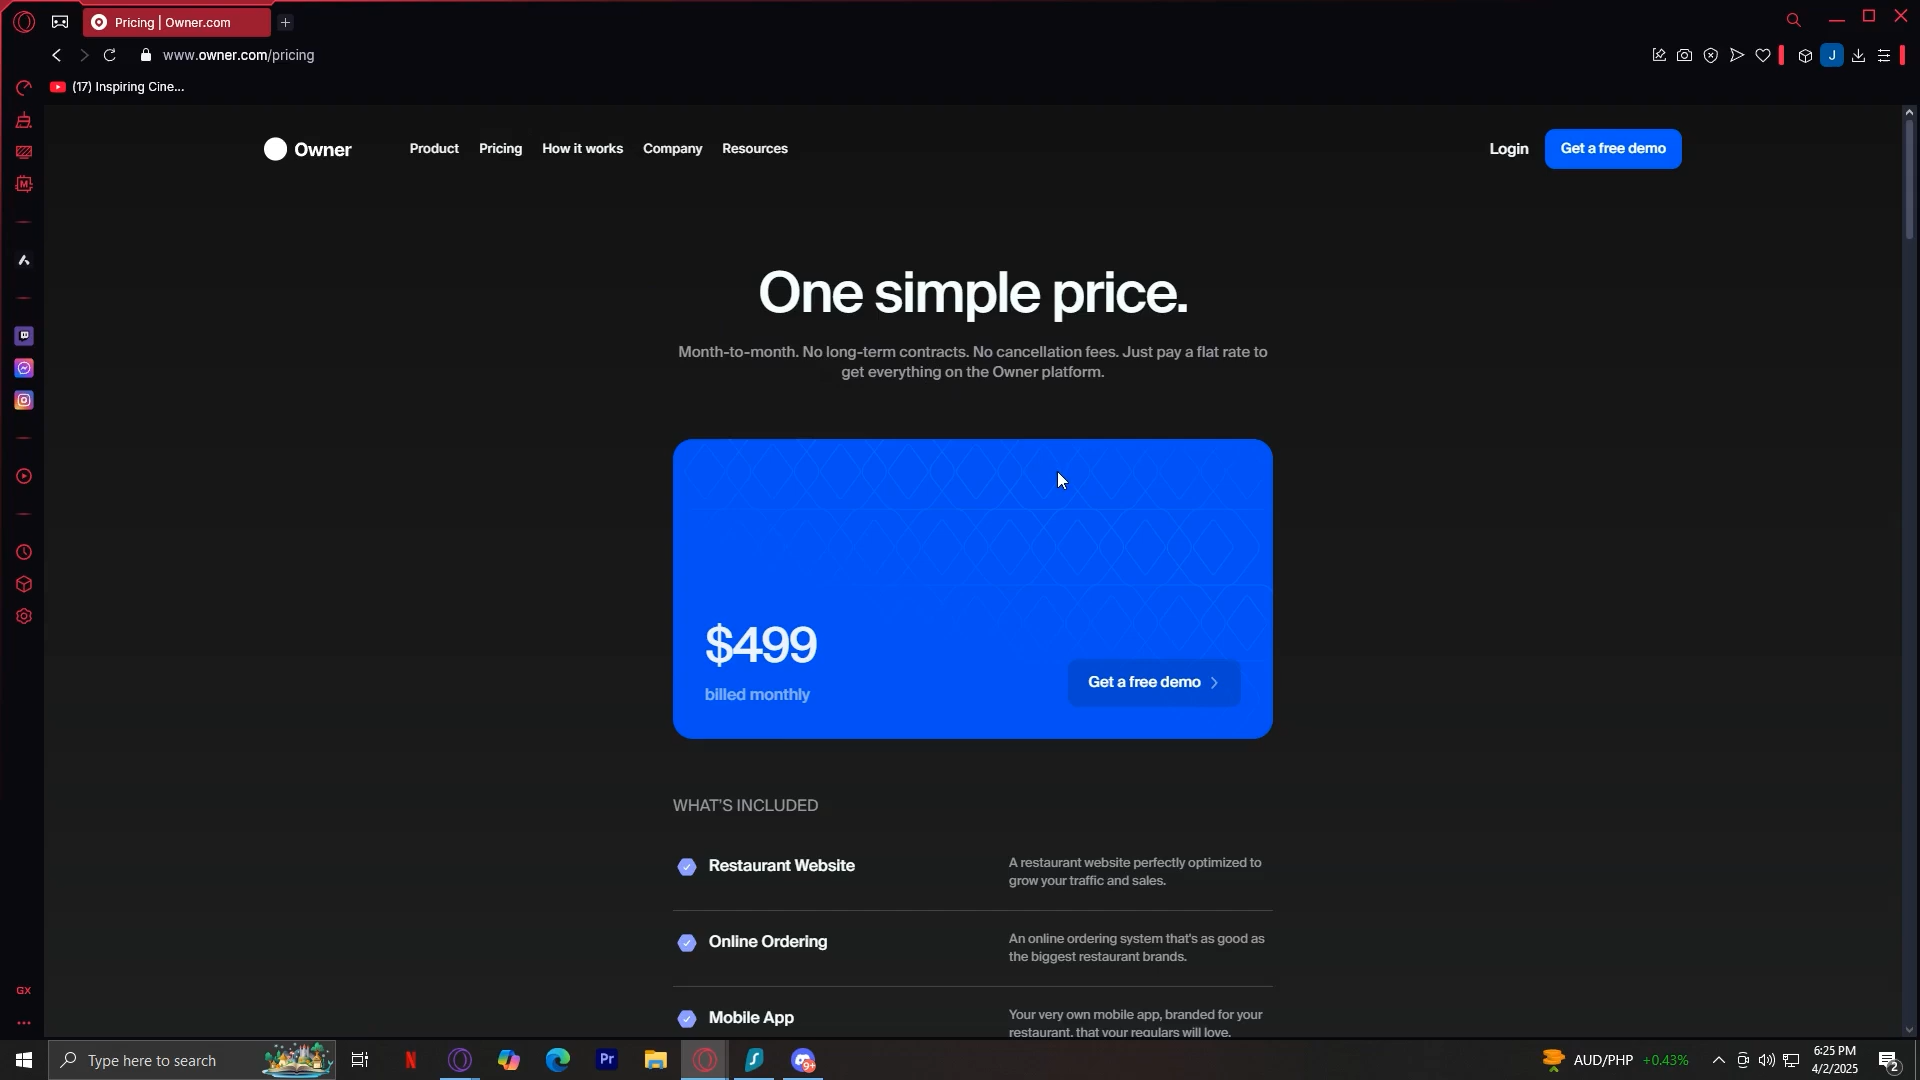 Pricing | Owner.com
www.owner.com/pricing
J
(17) Inspiring Cine...
Owner
Product
Pricing
How it works
Company
Resources
Login
Get a free demo
One simple price.
Month-to-month. No long-term contracts. No cancellation fees. Just pay a flat rate to
get everything on the Owner platform.
$499
billed monthly
Get a free demo
WHAT'S INCLUDED
Restaurant Website
A restaurant website perfectly optimized to
grow your traffic and sales.
Online Ordering
An online ordering system that's as good as
the biggest restaurant brands.
Mobile App
Your very own mobile app, branded for your
restaurant, that your regulars will love.
GX
Type here to search
N
Pr
9+
AUD/PHP +0.43%
6:25 PM
4/2/2025
2